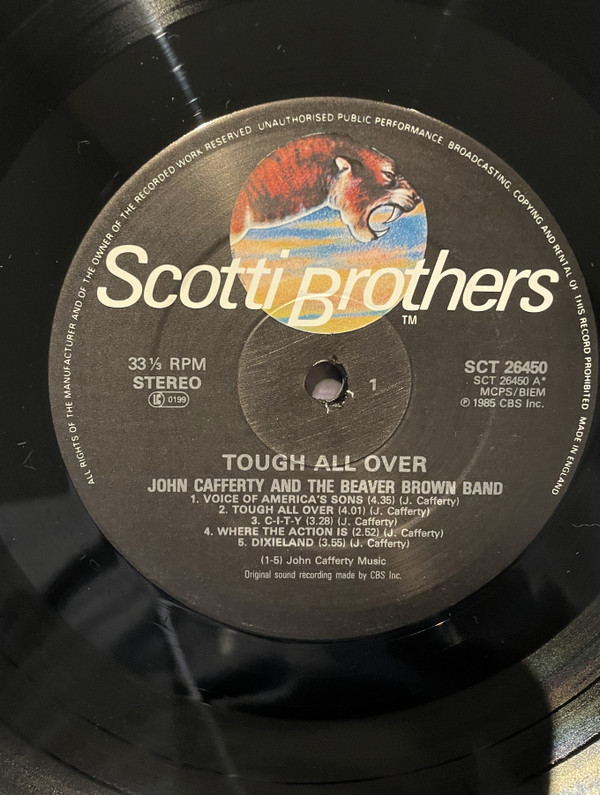 ALL RIGHTS OF THE MANUFACTURER AND OF THE OWNER OF THE RECORDED WORK RESERVED UNAUTHORISED PUBLIC PERFORMANCE BROADCASTING, COPYING AND RENTAL OF THIS RECORD PROHIBITED MADE IN ENGLAND
Scotti Brothers
TM
33 ⅓ RPM
STEREO
LC 0199
1
SCT 26450
SCT 26450 A*
MCPS/BIEM
℗ 1985 CBS Inc.
TOUGH ALL OVER
JOHN CAFFERTY AND THE BEAVER BROWN BAND
1. VOICE OF AMERICA'S SONS (4.35) (J. Cafferty)
2. TOUGH ALL OVER (4.01) (J. Cafferty)
3. C-I-T-Y (3.28) (J. Cafferty)
4. WHERE THE ACTION IS (2.52) (J. Cafferty)
5. DIXIELAND (3.55) (J. Cafferty)
(1-5) John Cafferty Music
Original sound recording made by CBS Inc.